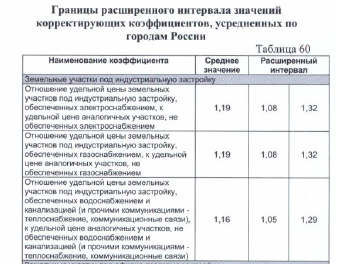 Границы расширенного интервала значений
корректирующих коэффициентов, усредненных по
городам России
Таблица 60
Наименование коэффициента
Среднее
значение
Расширенный
интервал
Земельные участки под индустриальную застройку
Отношение удельной цены земельных
участков под индустриальную застройку,
обеспеченных электроснабжением, к
удельной цене аналогичных участков, не
обеспеченных электроснабжением
1,19
1,08
1,32
Отношение удельной цены земельных
участков под индустриальную застройку,
обеспеченных газоснабжением, к удельной
цене аналогичных участков, не
обеспеченных газоснабжением
1,19
1,08
1,32
Отношение удельной цены земельных
участков под индустриальную застройку,
обеспеченных водоснабжением и
канализацией (и прочими коммуникациями -
теплоснабжение, коммуникационные связи),
к удельной цене аналогичных участков, не
обеспеченных водоснабжением и
канализацией (и прочими коммуникациями -
теплоснабжение, коммуникационные связи)
1,16
1,05
1,29